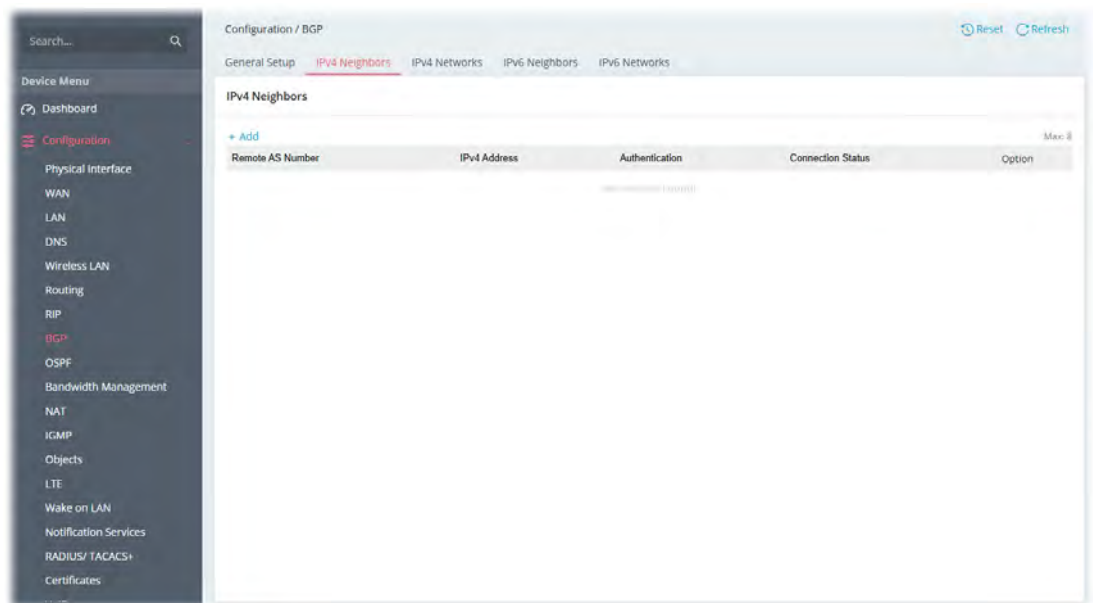 Configuration / BGP
Reset Refresh
Search...
General Setup IPv4 Neighbors IPv4 Networks IPv6 Neighbors IPv6 Networks
Device Menu
Dashboard
Configuration
Physical Interface
WAN
LAN
DNS
Wireless LAN
Routing
RIP
BGP
OSPF
Bandwidth Management
NAT
IGMP
Objects
LTE
Wake on LAN
Notification Services
RADIUS/ TACACS+
Certificates
IPv4 Neighbors
+ Add
Max: 8
Remote AS Number IPv4 Address Authentication Connection Status Option